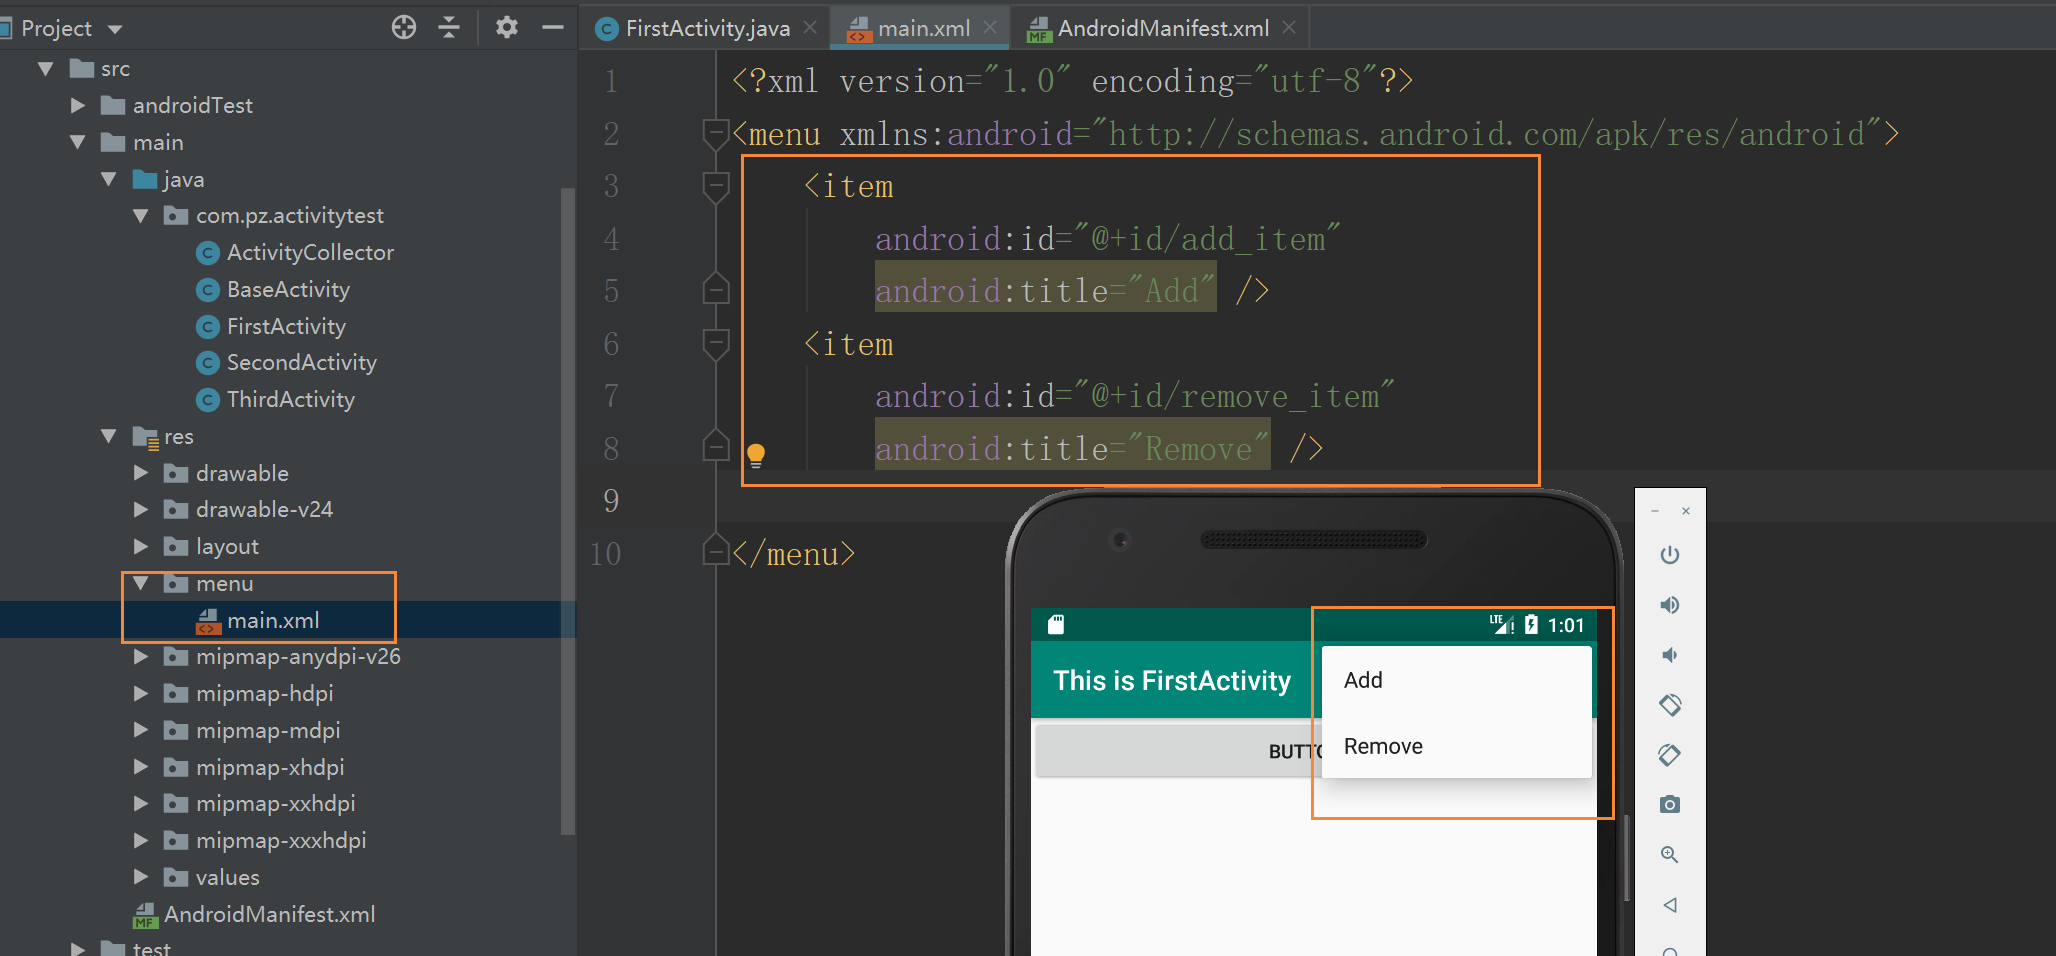 Project
src
androidTest
main
java
com.pz.activitytest
ActivityCollector
BaseActivity
FirstActivity
SecondActivity
ThirdActivity
res
drawable
drawable-v24
layout
menu
main.xml
mipmap-anydpi-v26
mipmap-hdpi
mipmap-mdpi
mipmap-xhdpi
mipmap-xxhdpi
mipmap-xxxhdpi
values
AndroidManifest.xml
test
FirstActivity.java main.xml AndroidManifest.xml
1 <?xml version="1.0" encoding="utf-8"?>
2 <menu xmlns:android="http://schemas.android.com/apk/res/android">
3 <item
4 android:id="@+id/add_item"
5 android:title="Add" />
6 <item
7 android:id="@+id/remove_item"
8 android:title="Remove" />
9
10 </menu>
LTE 1:01
This is FirstActivity
Add
Remove
BUTTO